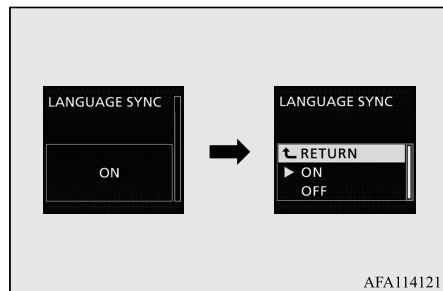 LANGUAGE SYNC
ON
LANGUAGE SYNC
RETURN
ON
OFF
AFA114121